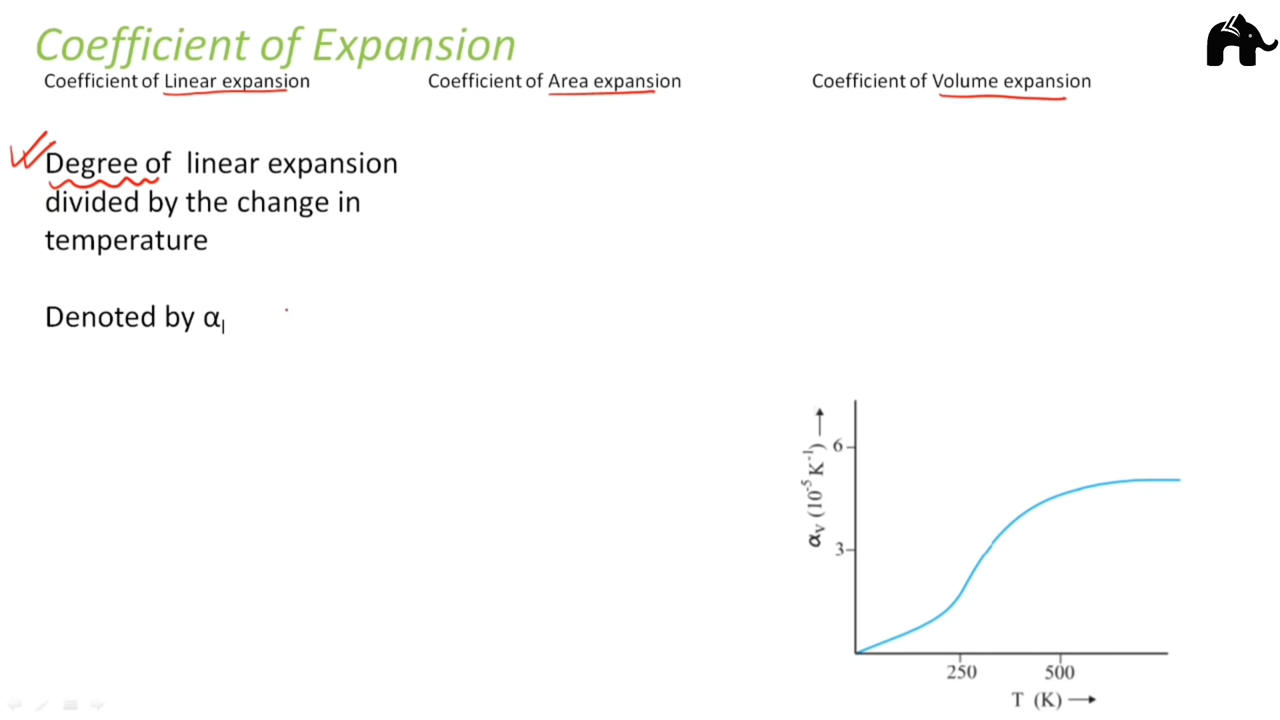 Coefficient of Expansion
Coefficient of Linear expansion
Coefficient of Area expansion
Coefficient of Volume expansion
Degree of linear expansion
divided by the change in
temperature
Denoted by αl
αV (10-5 K-1)
6
3
250 500
T (K)